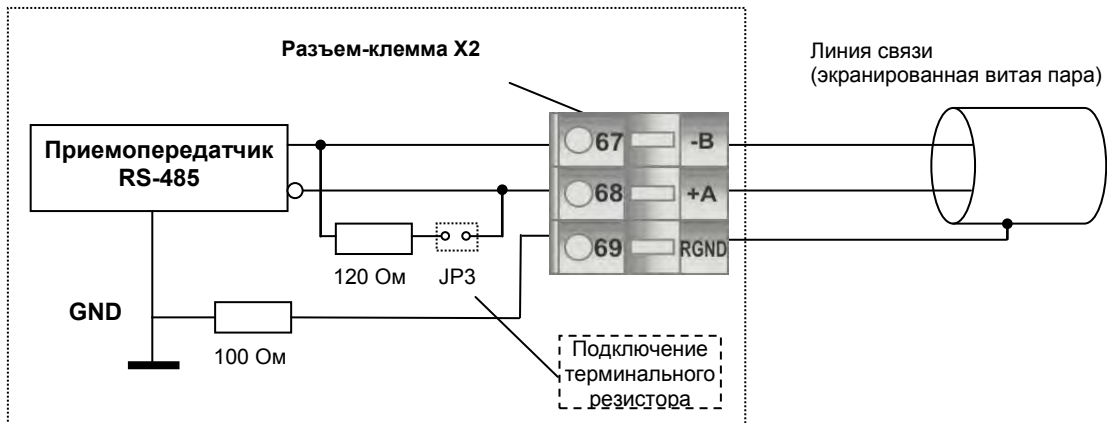 Разъем-клемма X2
Линия связи
(экранированная витая пара)
Приемопередатчик
RS-485
67 -B
68 +A
69 RGND
120 Ом
JP3
GND
100 Ом
Подключение
терминального
резистора